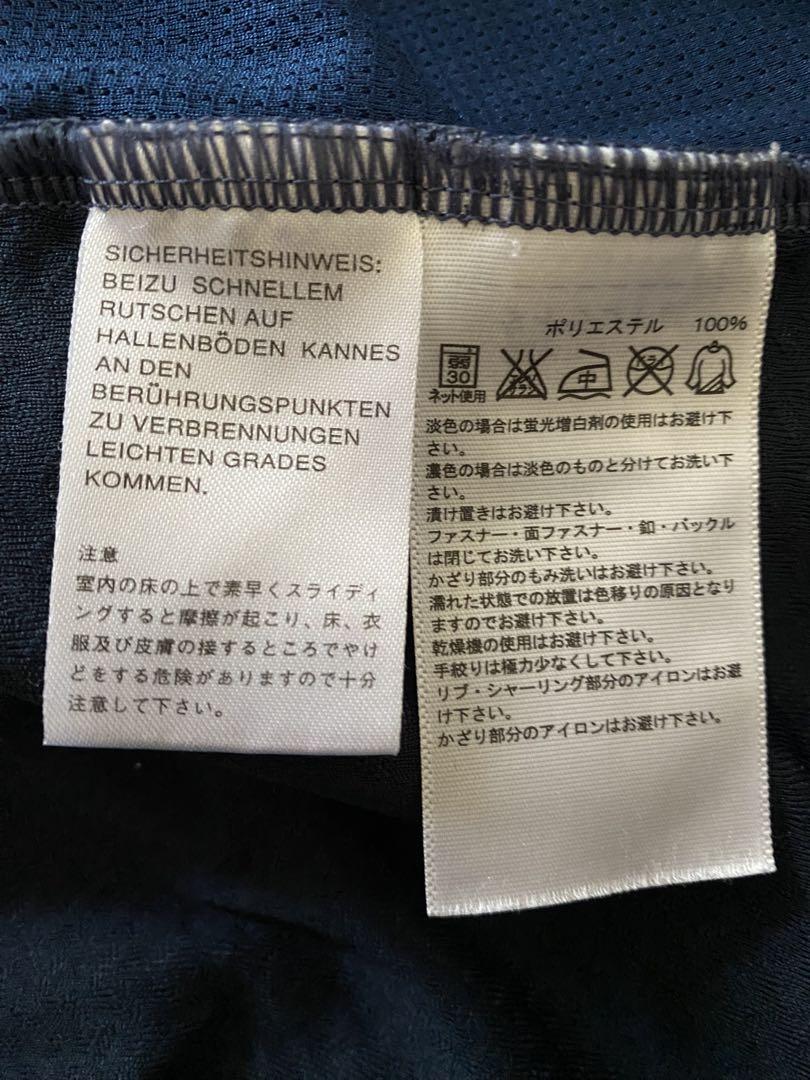 SICHERHEITSHINWEIS:
BEIZU SCHNELLEM
RUTSCHEN AUF
HALLENBÖDEN KANNES
AN DEN
BERÜHRUNGSPUNKTEN
ZU VERBRENNUNGEN
LEICHTEN GRADES
KOMMEN.
注意
室内の床の上で素早くスライディ
ングすると摩擦が起こり、床、衣
服及び皮膚の接するところでやけ
どをする危険がありますので十分
注意して下さい。
ポリエステル 100%
弱
30
ネット使用
エンソ
サラシ
中
ドライ
淡色の場合は蛍光増白剤の使用はお避け下
さい。
濃色の場合は淡色のものと分けてお洗い下
さい。
漬け置きはお避け下さい。
ファスナー・面ファスナー・釦・バックル
は閉じてお洗い下さい。
かざり部分のもみ洗いはお避け下さい。
濡れた状態での放置は色移りの原因となり
ますのでお避け下さい。
乾燥機の使用はお避け下さい。
手絞りは極力少なくして下さい。
リブ・シャーリング部分のアイロンはお避
け下さい。
かざり部分のアイロンはお避け下さい。